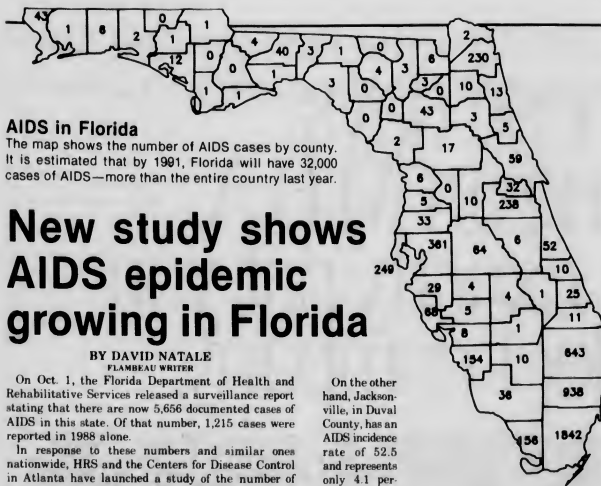 43 1 6 2 0 1
1 12 0 0 1 1
4 40 1 3 1 0 3 6 2
3 0 4 0 3 0 230
0 43 10 13
2 17 3 5
59
AIDS in Florida
The map shows the number of AIDS cases by county.
It is estimated that by 1991, Florida will have 32,000
cases of AIDS—more than the entire country last year.
6 0 10 32
5 238
33 6 52
361 64
249 10
29 4 4 1 25
68 5 11
8 1
154 10 643
36 938
156 1842
New study shows
AIDS epidemic
growing in Florida
BY DAVID NATALE
FLAMBEAU WRITER
On Oct. 1, the Florida Department of Health and
Rehabilitative Services released a surveillance report
stating that there are now 5,656 documented cases of
AIDS in this state. Of that number, 1,215 cases were
reported in 1988 alone.
In response to these numbers and similar ones
nationwide, HRS and the Centers for Disease Control
in Atlanta have launched a study of the number of
On the other
hand, Jackson-
ville, in Duval
County, has an
AIDS incidence
rate of 52.5
and represents
only 4.1 per-